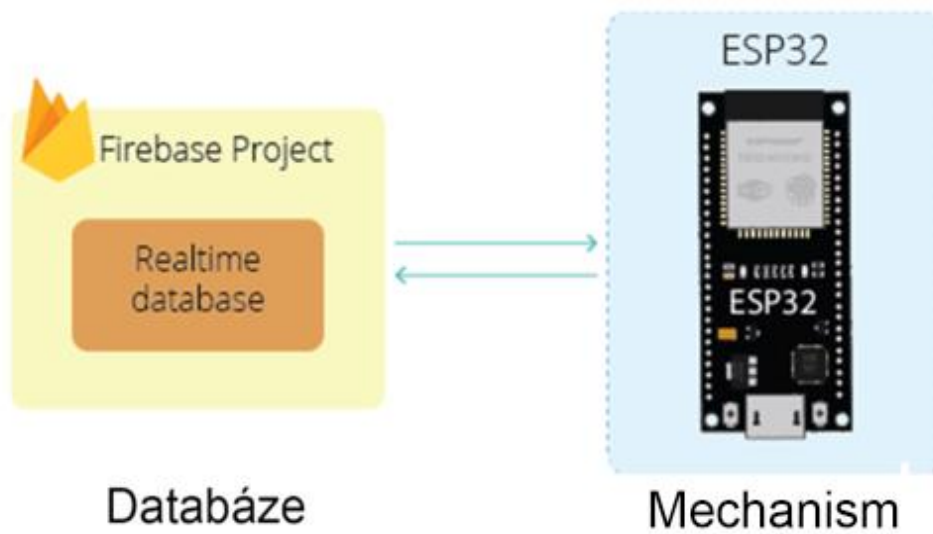 Firebase Project
Realtime
database
Databáze
ESP32
ESP32
Mechanism